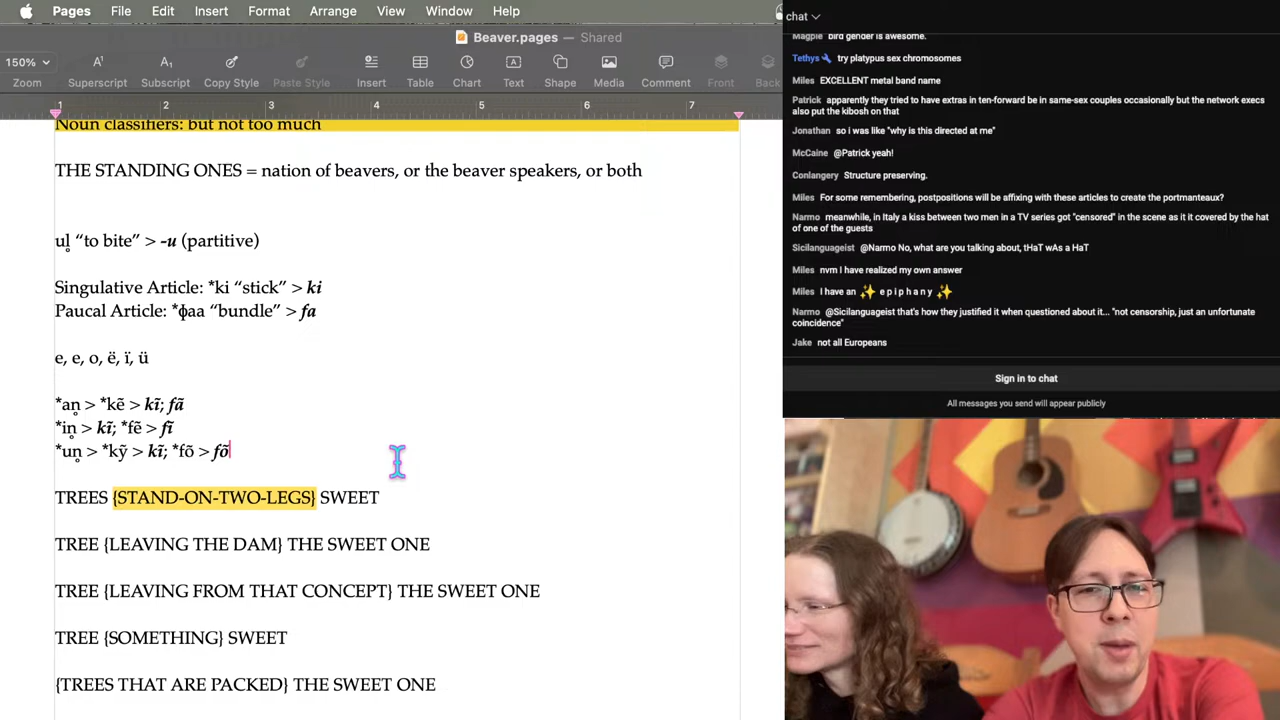 Pages File Edit Insert Format Arrange View Window Help
Beaver.pages — Shared
150%
Zoom Superscript Subscript Copy Style Paste Style Insert Table Chart Text Shape Media Comment Front Back
1 2 3 4 5 6 7
Noun classifiers: but not too much
THE STANDING ONES = nation of beavers, or the beaver speakers, or both
ul̥ “to bite” > -u (partitive)
Singulative Article: *ki “stick” > ki
Paucal Article: *ɸaa “bundle” > fa
e, e, o, ë, ï, ü
*an̥ > *kẽ > kĩ; fã
*in̥ > kĩ; *fẽ > fĩ
*un̥ > *kỹ > kĩ; *fõ > fõ
TREES {STAND-ON-TWO-LEGS} SWEET
TREE {LEAVING THE DAM} THE SWEET ONE
TREE {LEAVING FROM THAT CONCEPT} THE SWEET ONE
TREE {SOMETHING} SWEET
{TREES THAT ARE PACKED} THE SWEET ONE
chat
Magpie bird gender is awesome.
Tethys try platypus sex chromosomes
Miles EXCELLENT metal band name
Patrick apparently they tried to have extras in ten-forward be in same-sex couples occasionally but the network execs
also put the kibosh on that
Jonathan so i was like "why is this directed at me"
McCaine @Patrick yeah!
Conlangery Structure preserving.
Miles For some remembering, postpositions will be affixing with these articles to create the portmanteaux?
Narmo meanwhile, in Italy a kiss between two men in a TV series got "censored" in the scene as it it covered by the hat
of one of the guests
Sicilanguageist @Narmo No, what are you talking about, tHaT wAs a HaT
Miles nvm I have realized my own answer
Miles I have an ✨ e p i p h a n y ✨
Narmo @Sicilanguageist that's how they justified it when questioned about it... "not censorship, just an unfortunate
coincidence"
Jake not all Europeans
Sign in to chat
All messages you send will appear publicly